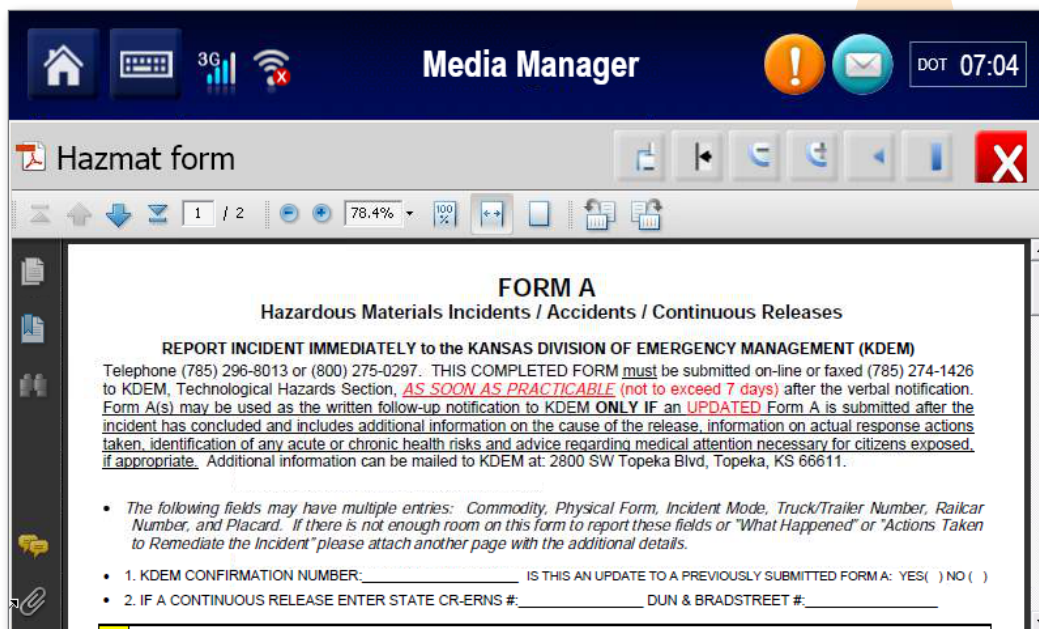 3G
Media Manager
DOT 07:04
Hazmat form
1 / 2
78.4%
100
%
FORM A
Hazardous Materials Incidents / Accidents / Continuous Releases
REPORT INCIDENT IMMEDIATELY to the KANSAS DIVISION OF EMERGENCY MANAGEMENT (KDEM)
Telephone (785) 296-8013 or (800) 275-0297. THIS COMPLETED FORM must be submitted on-line or faxed (785) 274-1426
to KDEM, Technological Hazards Section, AS SOON AS PRACTICABLE (not to exceed 7 days) after the verbal notification.
Form A(s) may be used as the written follow-up notification to KDEM ONLY IF an UPDATED Form A is submitted after the
incident has concluded and includes additional information on the cause of the release, information on actual response actions
taken, identification of any acute or chronic health risks and advice regarding medical attention necessary for citizens exposed,
if appropriate. Additional information can be mailed to KDEM at: 2800 SW Topeka Blvd, Topeka, KS 66611.
• The following fields may have multiple entries: Commodity, Physical Form, Incident Mode, Truck/Trailer Number, Railcar
Number, and Placard. If there is not enough room on this form to report these fields or "What Happened" or "Actions Taken
to Remediate the Incident" please attach another page with the additional details.
• 1. KDEM CONFIRMATION NUMBER:____________________ IS THIS AN UPDATE TO A PREVIOUSLY SUBMITTED FORM A: YES( ) NO ( )
• 2. IF A CONTINUOUS RELEASE ENTER STATE CR-ERNS #:________________ DUN & BRADSTREET #:________________